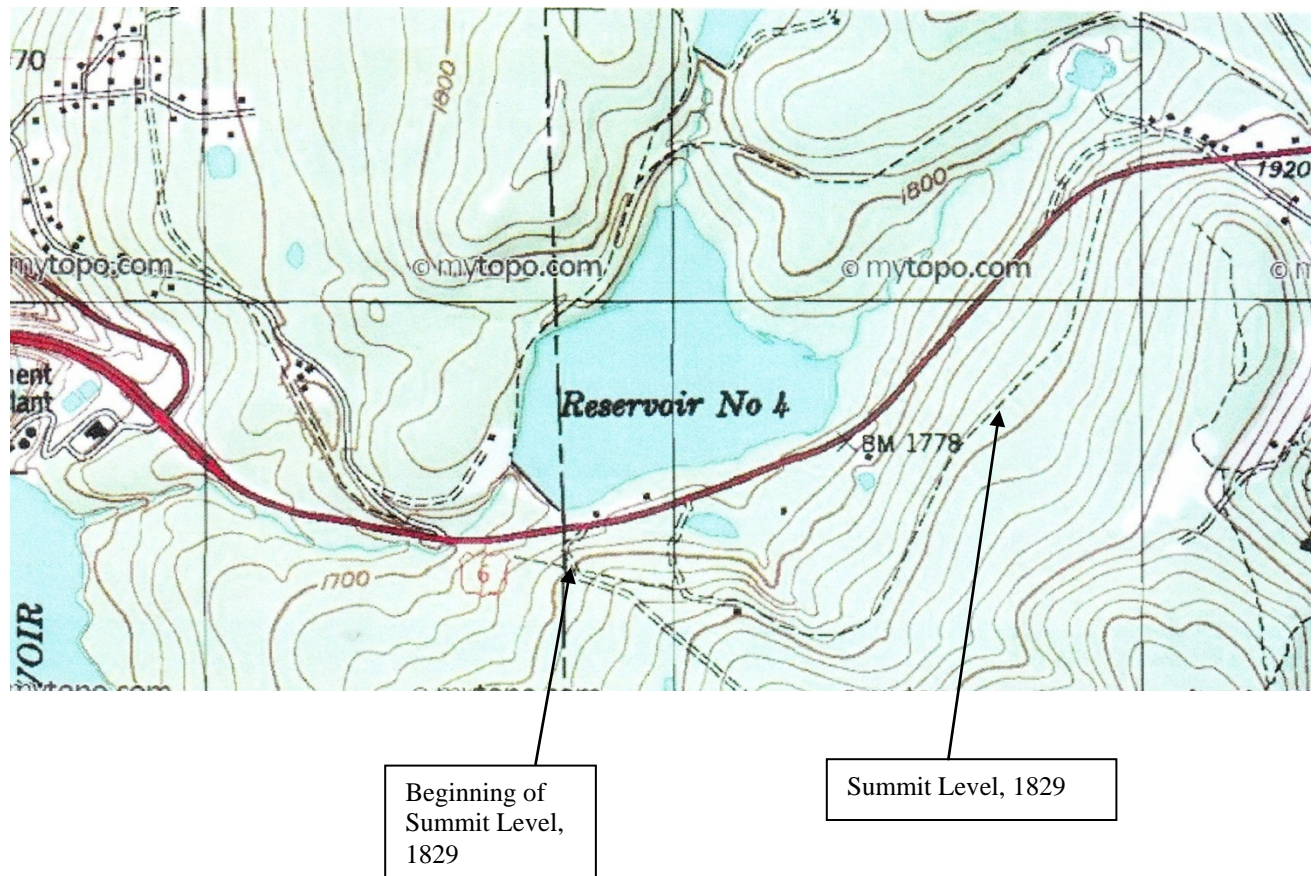 70
1800
1800
1920
© mytopo.com
© mytopo.com
© mytopo.com
© m
ment
lant
Reservoir No 4
BM 1778
1700
6
VOIR
Beginning of
Summit Level,
1829
Summit Level, 1829